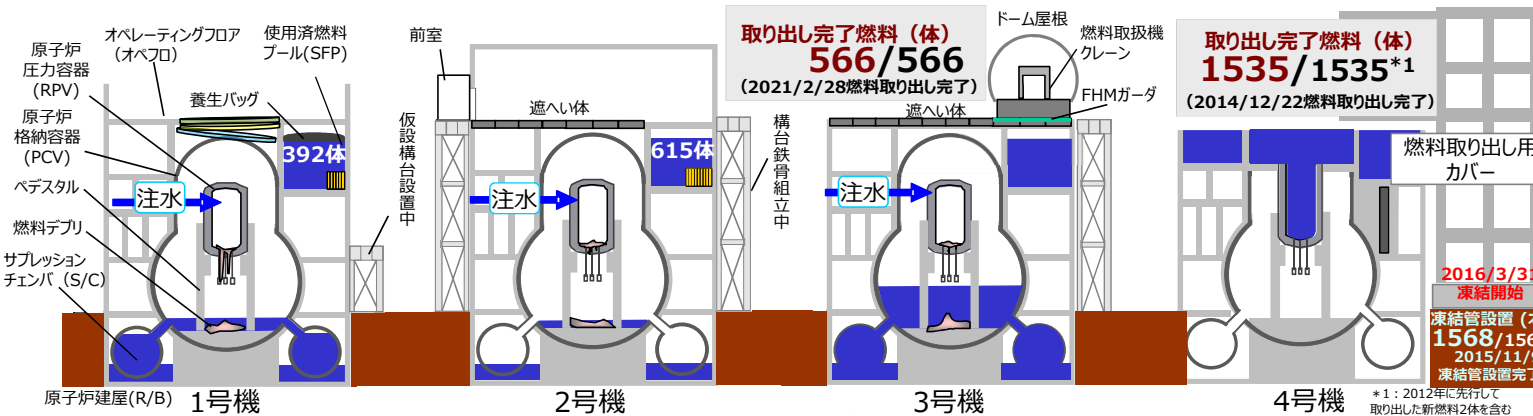 オペレーティングフロア
(オペフロ)
使用済燃料
プール(SFP)
原子炉
圧力容器
(RPV)
養生バッグ
原子炉
格納容器
(PCV)
392体
ペデスタル
注水
燃料デブリ
サプレッション
チェンバ (S/C)
原子炉建屋(R/B)
1号機
仮設構台設置中
前室
遮へい体
615体
注水
構台鉄骨組立中
2号機
取り出し完了燃料（体）
566/566
(2021/2/28燃料取り出し完了)
ドーム屋根
燃料取扱機
クレーン
FHMガーダ
遮へい体
注水
3号機
取り出し完了燃料（体）
1535/1535*1
(2014/12/22燃料取り出し完了)
燃料取り出し用
カバー
4号機
2016/3/31
凍結開始
凍結管設置
1568/156
2015/11/
凍結管設置完
*1：2012年に先行して
取り出した新燃料2体を含む